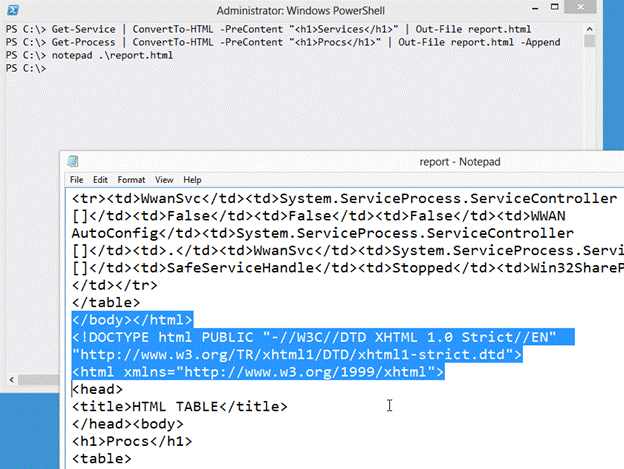 Administrator: Windows PowerShell
PS C:\> Get-Service | ConvertTo-HTML -PreContent "<h1>Services</h1>" | Out-File report.html
PS C:\> Get-Process | ConvertTo-HTML -PreContent "<h1>Procs</h1>" | Out-File report.html -Append
PS C:\> notepad .\report.html
PS C:\>
report - Notepad
File Edit Format View Help
<tr><td>WwanSvc</td><td>System.ServiceProcess.ServiceController
[]</td><td>False</td><td>False</td><td>False</td><td>WWAN
AutoConfig</td><td>System.ServiceProcess.ServiceController
[]</td><td>.</td><td>WwanSvc</td><td>System.ServiceProcess.Servi
[]</td><td>SafeServiceHandle</td><td>Stopped</td><td>Win32ShareP
</td></tr>
</table>
</body></html>
<!DOCTYPE html PUBLIC "-//W3C//DTD XHTML 1.0 Strict//EN"
"http://www.w3.org/TR/xhtml1/DTD/xhtml1-strict.dtd">
<html xmlns="http://www.w3.org/1999/xhtml">
<head>
<title>HTML TABLE</title>
</head><body>
<h1>Procs</h1>
<table>